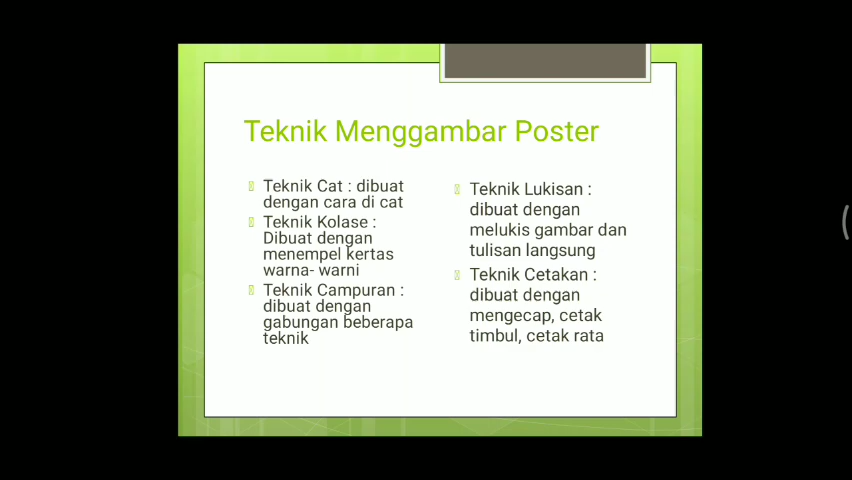 Teknik Menggambar Poster
Teknik Cat : dibuat
dengan cara di cat
Teknik Kolase :
Dibuat dengan
menempel kertas
warna- warni
Teknik Campuran :
dibuat dengan
gabungan beberapa
teknik
Teknik Lukisan :
dibuat dengan
melukis gambar dan
tulisan langsung
Teknik Cetakan :
dibuat dengan
mengecap, cetak
timbul, cetak rata